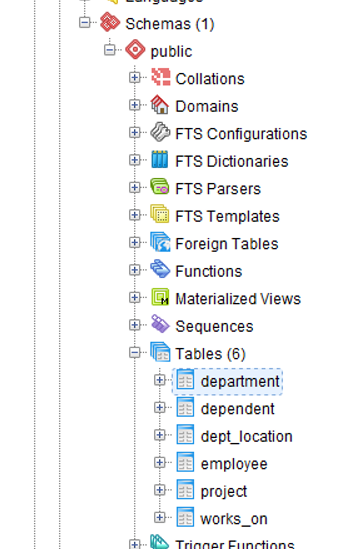 Languages
Schemas (1)
public
Collations
Domains
FTS Configurations
FTS Dictionaries
FTS Parsers
FTS Templates
Foreign Tables
Functions
Materialized Views
Sequences
Tables (6)
department
dependent
dept_location
employee
project
works_on
Trigger Functions